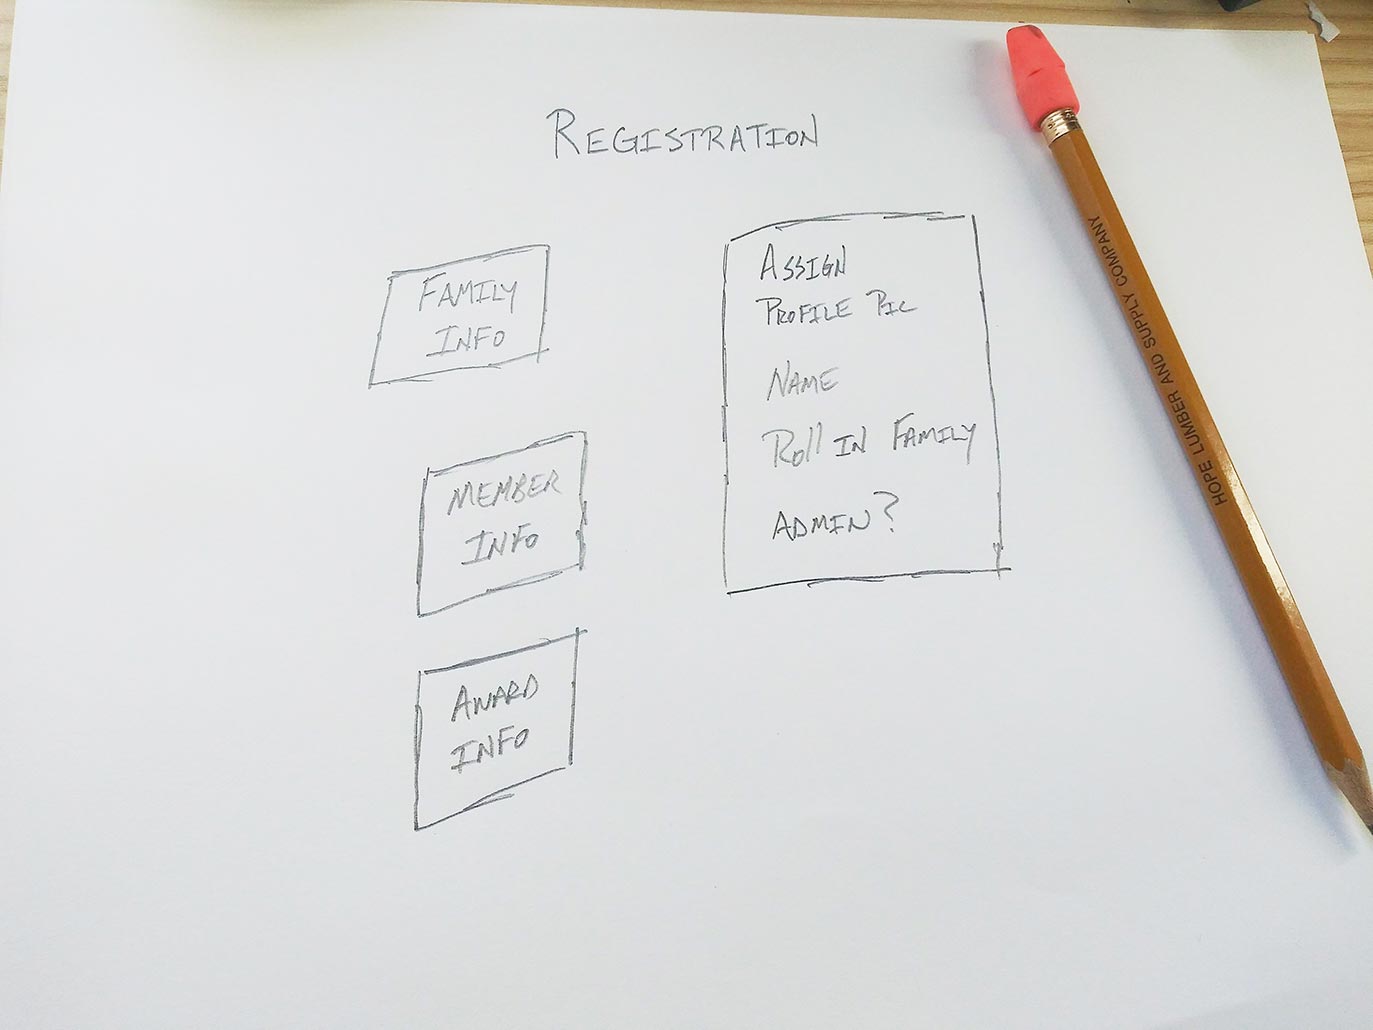 REGISTRATION
FAMILY
INFO
MEMBER
INFO
AWARD
INFO
ASSIGN
PROFILE PIC
NAME
Roll IN FAMILY
ADMIN?
HOPE LUMBER AND SUPPLY COMPANY